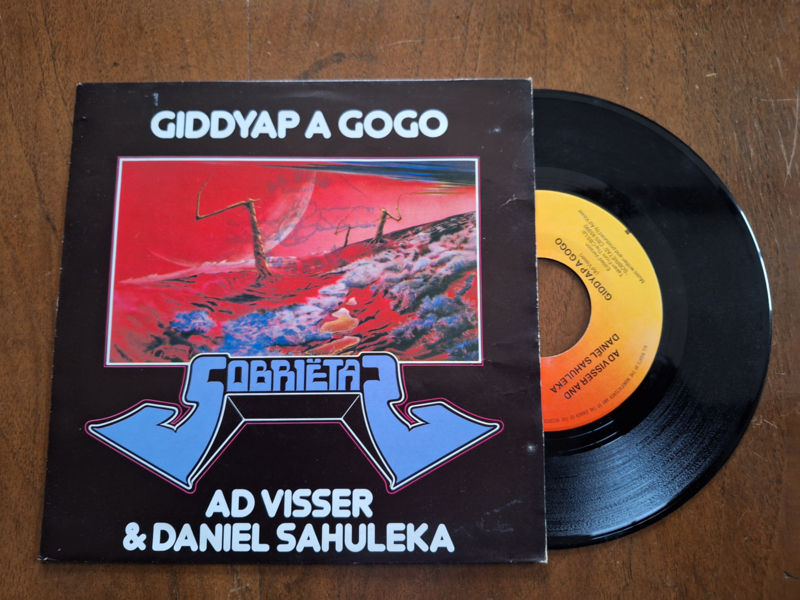 GIDDYAP A GOGO
SOBRIËTAS
AD VISSER
& DANIEL SAHULEKA
GIDDYAP A GOGO
AD VISSER AND
DANIEL SAHULEKA